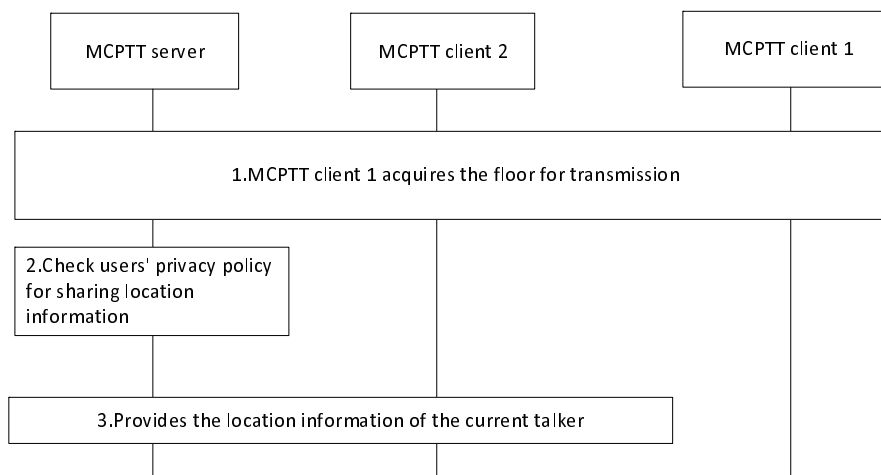 MCPTT server
MCPTT client 2
MCPTT client 1
1.MCPTT client 1 acquires the floor for transmission
2.Check users' privacy policy
for sharing location
information
3.Provides the location information of the current talker